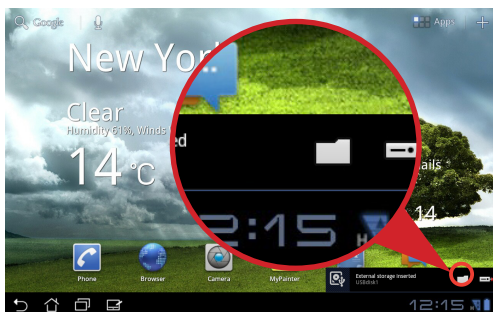 Google
Apps
New Yor
Clear
Humidity 61%, Winds
14 °C
ed
ails
14
2:15
H
Phone
Browser
Camera
MyPainter
External storage inserted
USBdisk1
12:15